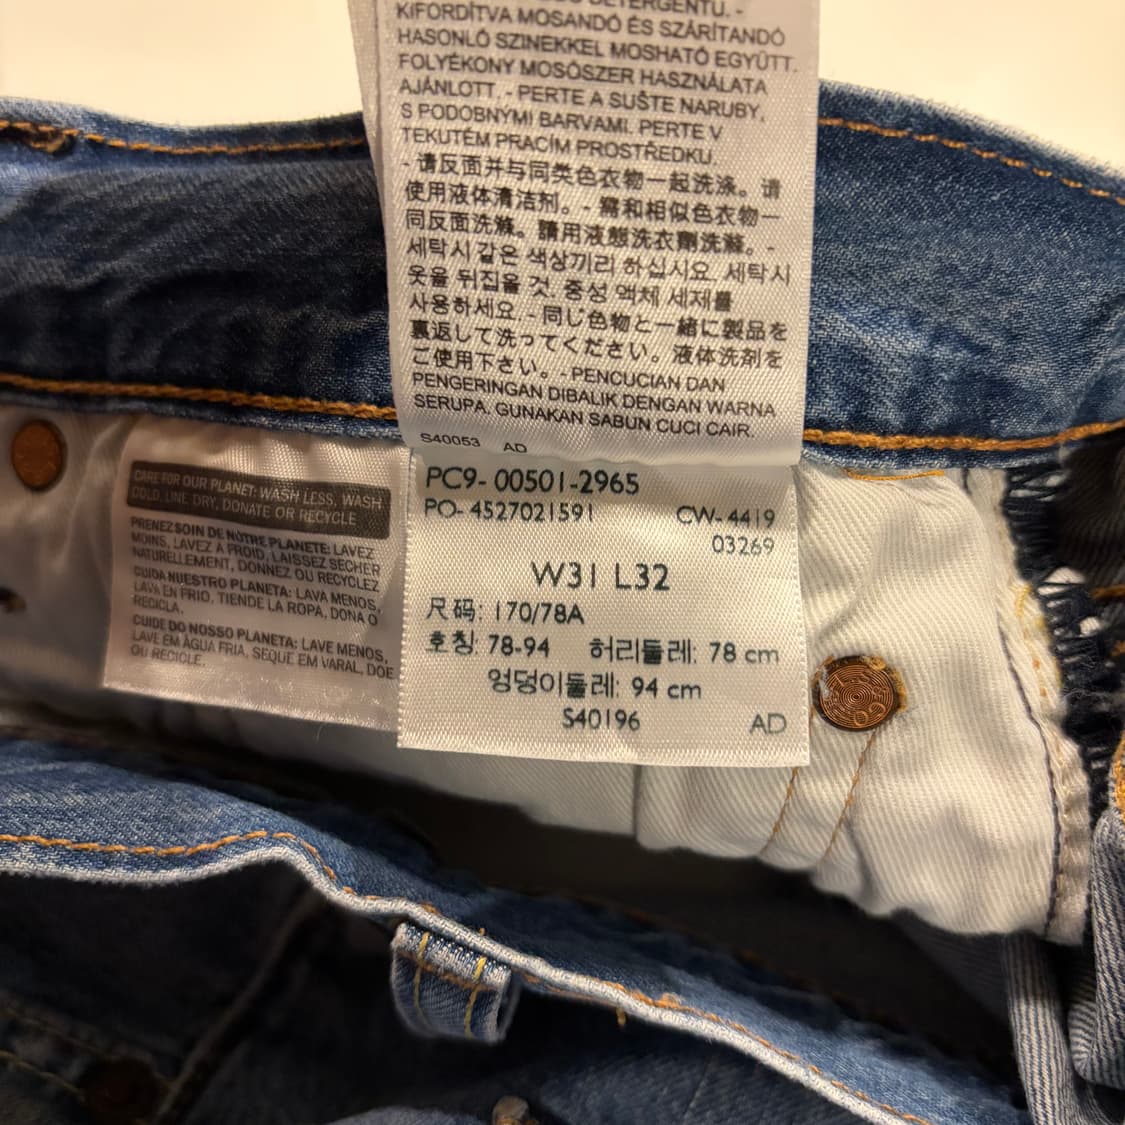 DETERGENTU. -
KIFORDÍTVA MOSANDÓ ÉS SZÁRÍTANDÓ
HASONLÓ SZINEKKEL MOSHATÓ EGYÜTT.
FOLYÉKONY MOSÓSZER HASZNÁLATA
AJÁNLOTT. - PERTE A SUŠTE NARUBY,
S PODOBNÝMI BARVAMI. PERTE V
TEKUTÉM PRACÍM PROSTŘEDKU.
- 请反面并与同类色衣物一起洗涤。请
使用液体清洁剂。- 需和相似色衣物一
同反面洗滌。請用液態洗衣劑洗滌。-
세탁시 같은 색상끼리 하십시요. 세탁시
옷을 뒤집을 것. 중성 액체 세제를
사용하세요. - 同じ色物と一緒に製品を
裏返して洗ってください。液体洗剤を
ご使用下さい。- PENCUCIAN DAN
PENGERINGAN DIBALIK DENGAN WARNA
SERUPA. GUNAKAN SABUN CUCI CAIR.
S40053 AD
CARE FOR OUR PLANET: WASH LESS, WASH
COLD, LINE DRY, DONATE OR RECYCLE
PRENEZ SOIN DE NOTRE PLANETE: LAVEZ
MOINS, LAVEZ A FROID, LAISSEZ SECHER
NATURELLEMENT, DONNEZ OU RECYCLEZ
CUIDA NUESTRO PLANETA: LAVA MENOS,
LAVA EN FRIO, TIENDE LA ROPA, DONA O
RECICLA.
CUIDE DO NOSSO PLANETA: LAVE MENOS,
LAVE EM ÁGUA FRIA, SEQUE EM VARAL, DOE
OU RECICLE.
PC9- 00501-2965
PO- 4527021591 CW- 4419
03269
W31 L32
尺码: 170/78A
호칭: 78-94 허리둘레: 78 cm
엉덩이둘레: 94 cm
S40196 AD